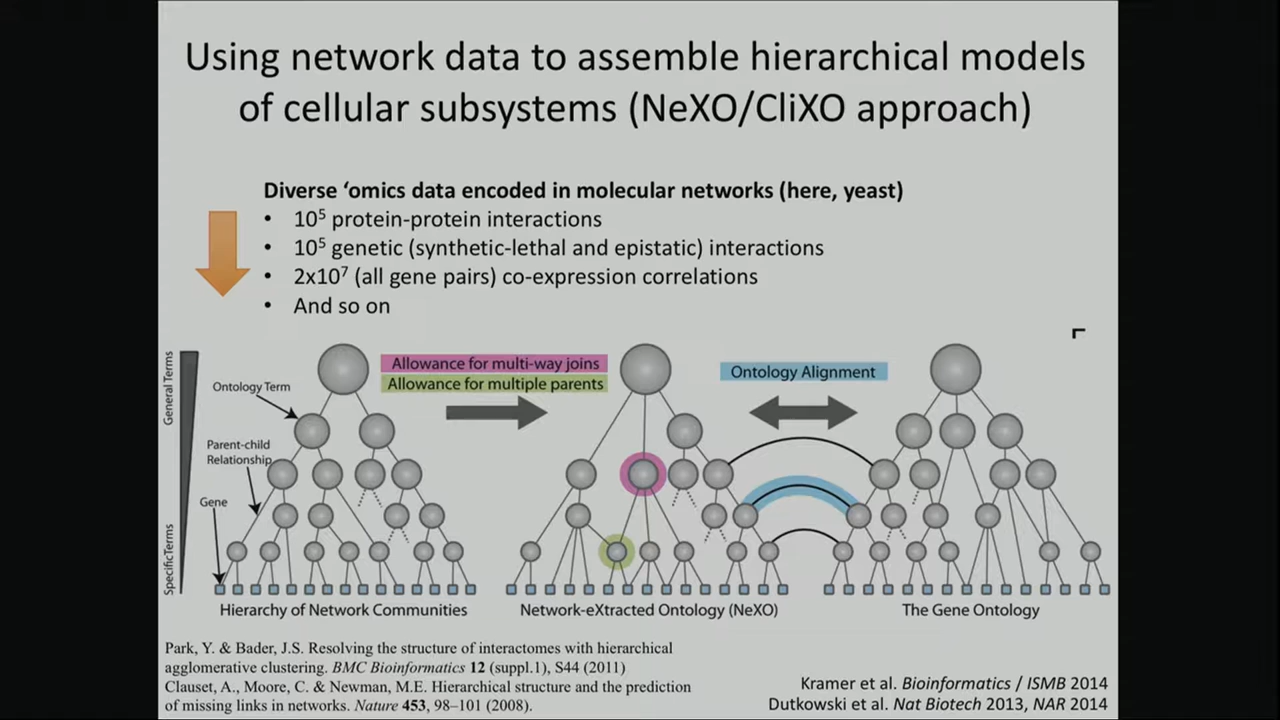 Using network data to assemble hierarchical models
of cellular subsystems (NeXO/CliXO approach)
Diverse ‘omics data encoded in molecular networks (here, yeast)
• 10⁵ protein-protein interactions
• 10⁵ genetic (synthetic-lethal and epistatic) interactions
• 2x10⁷ (all gene pairs) co-expression correlations
• And so on
General Terms
Specific Terms
Ontology Term
Parent-child
Relationship
Gene
Allowance for multi-way joins
Allowance for multiple parents
Ontology Alignment
Hierarchy of Network Communities
Network-eXtracted Ontology (NeXO)
The Gene Ontology
Park, Y. & Bader, J.S. Resolving the structure of interactomes with hierarchical
agglomerative clustering. BMC Bioinformatics 12 (suppl.1), S44 (2011)
Clauset, A., Moore, C. & Newman, M.E. Hierarchical structure and the prediction
of missing links in networks. Nature 453, 98–101 (2008).
Kramer et al. Bioinformatics / ISMB 2014
Dutkowski et al. Nat Biotech 2013, NAR 2014